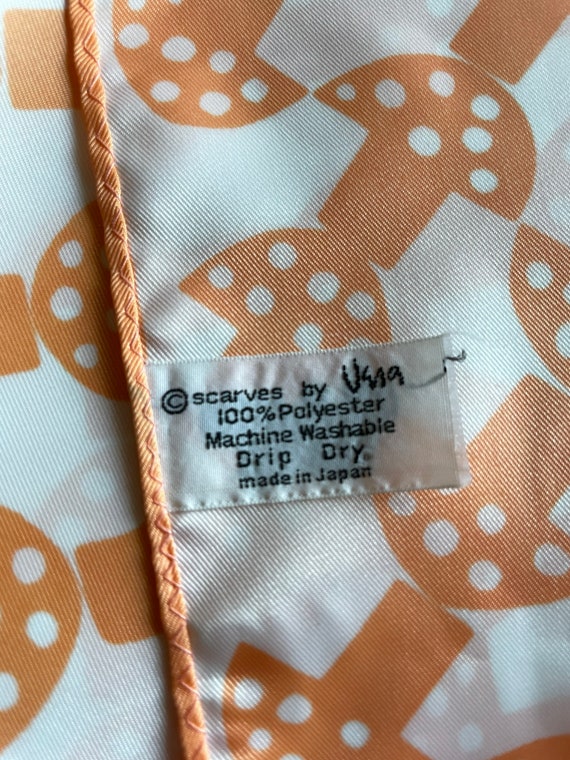 ©scarves by Vera
100% Polyester
Machine Washable
Drip Dry.
made in Japan